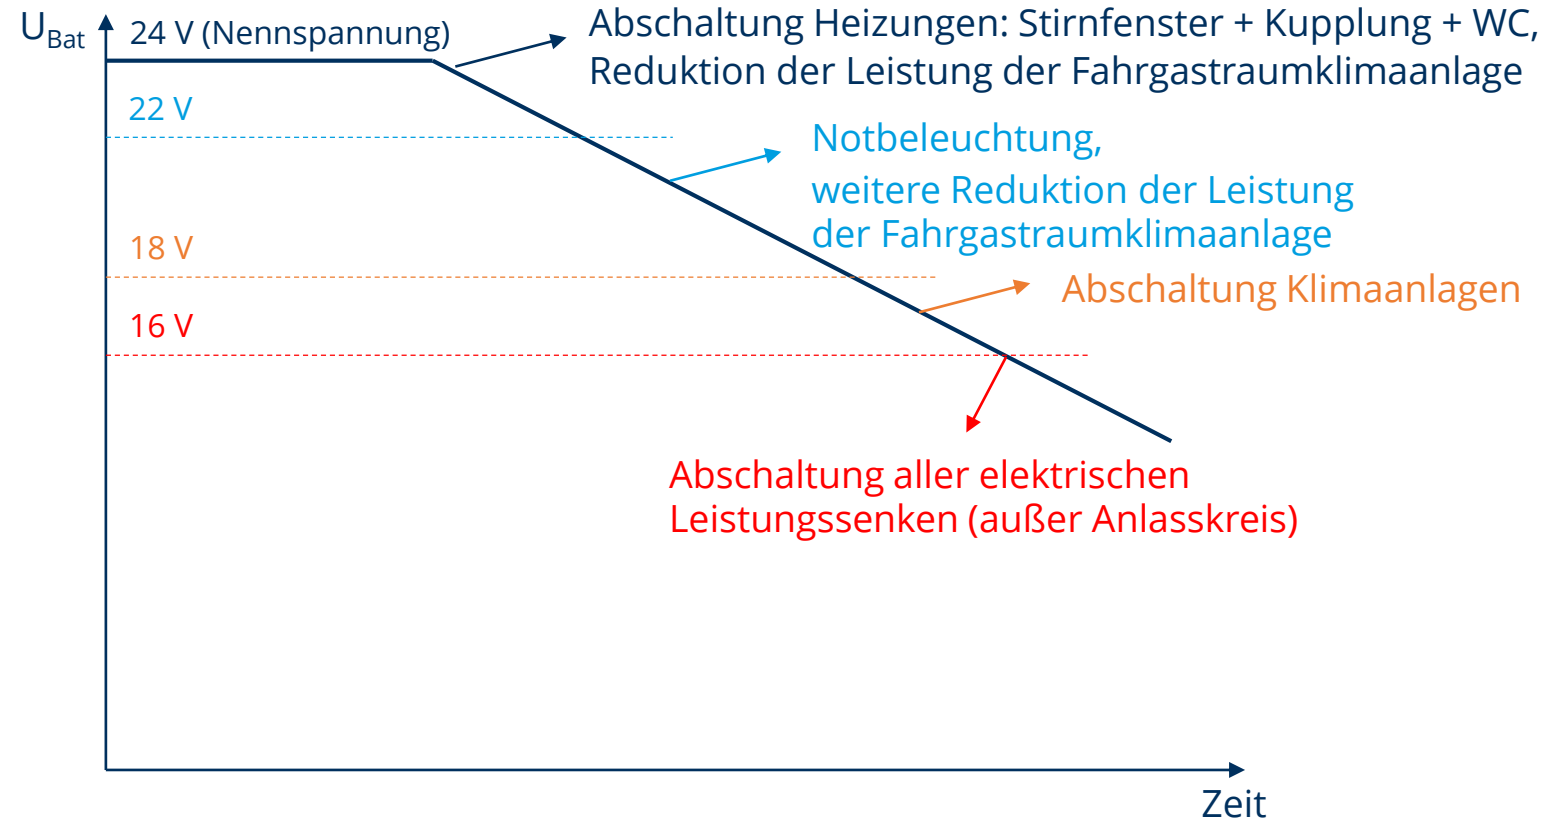 U_Bat
24 V (Nennspannung)
Abschaltung Heizungen: Stirnfenster + Kupplung + WC,
Reduktion der Leistung der Fahrgastraumklimaanlage
22 V
Notbeleuchtung,
weitere Reduktion der Leistung
der Fahrgastraumklimaanlage
18 V
Abschaltung Klimaanlagen
16 V
Abschaltung aller elektrischen
Leistungssenken (außer Anlasskreis)
Zeit